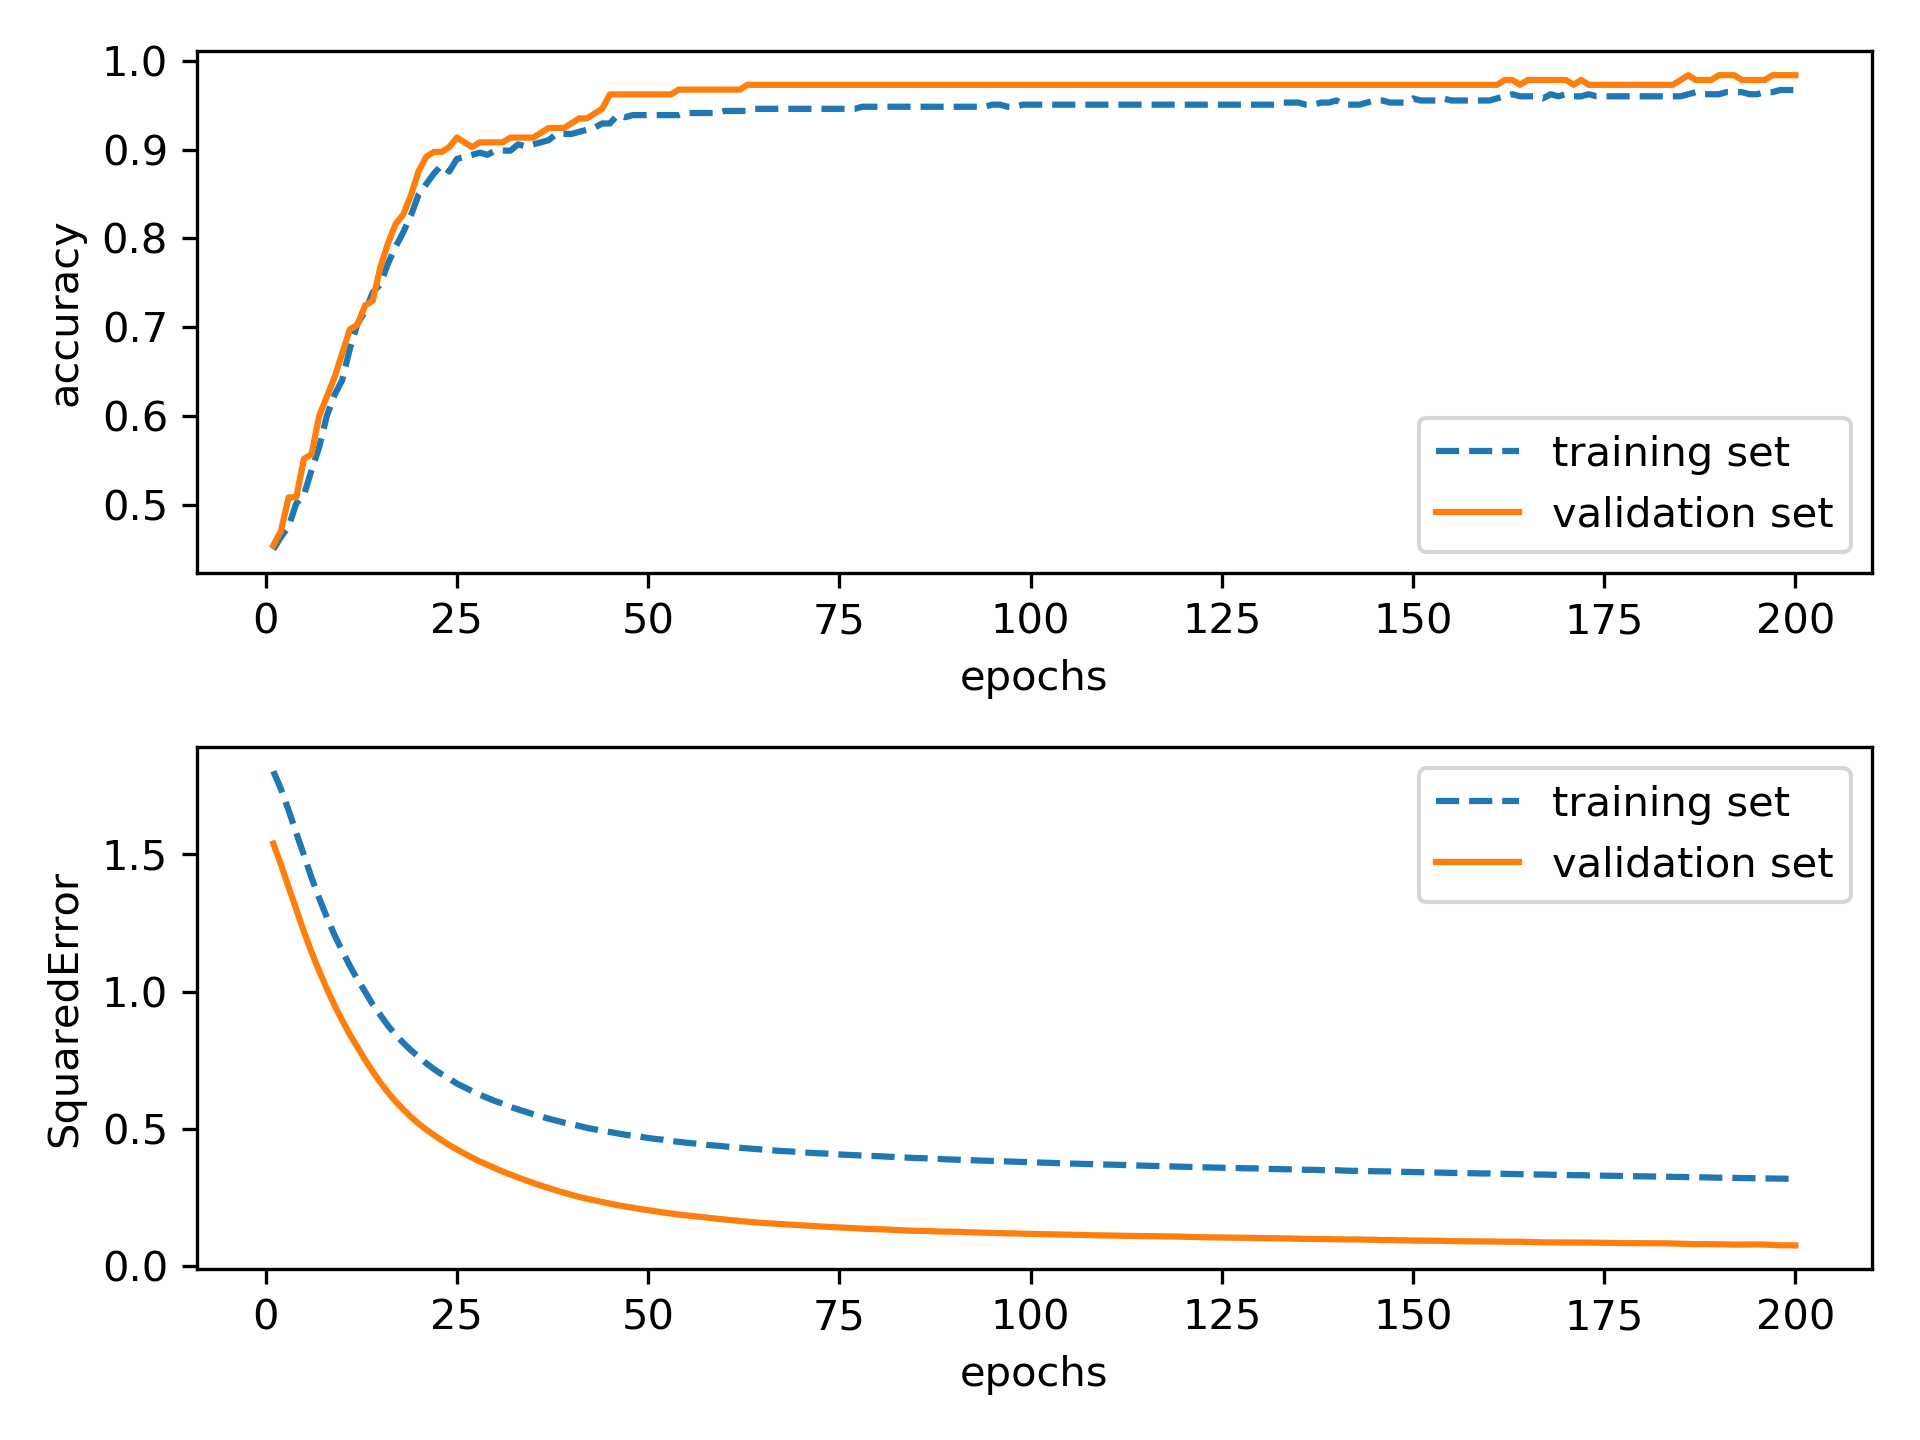 1.0
0.9
0.8
0.7
0.6
0.5
accuracy
training set
validation set
0 25 50 75 100 125 150 175 200
epochs
training set
validation set
1.5
1.0
0.5
0.0
SquaredError
0 25 50 75 100 125 150 175 200
epochs